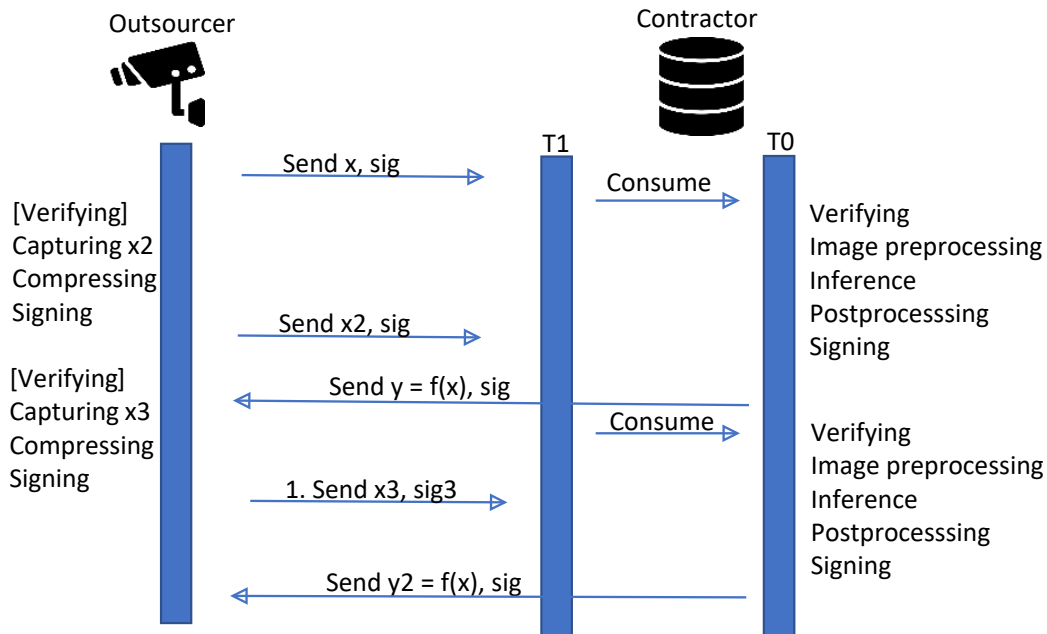 Outsourcer
Contractor
T1
T0
Send x, sig
Consume
[Verifying]
Capturing x2
Compressing
Signing
Verifying
Image preprocessing
Inference
Postprocesssing
Signing
Send x2, sig
[Verifying]
Capturing x3
Compressing
Signing
Send y = f(x), sig
Consume
Verifying
Image preprocessing
Inference
Postprocesssing
Signing
1. Send x3, sig3
Send y2 = f(x), sig